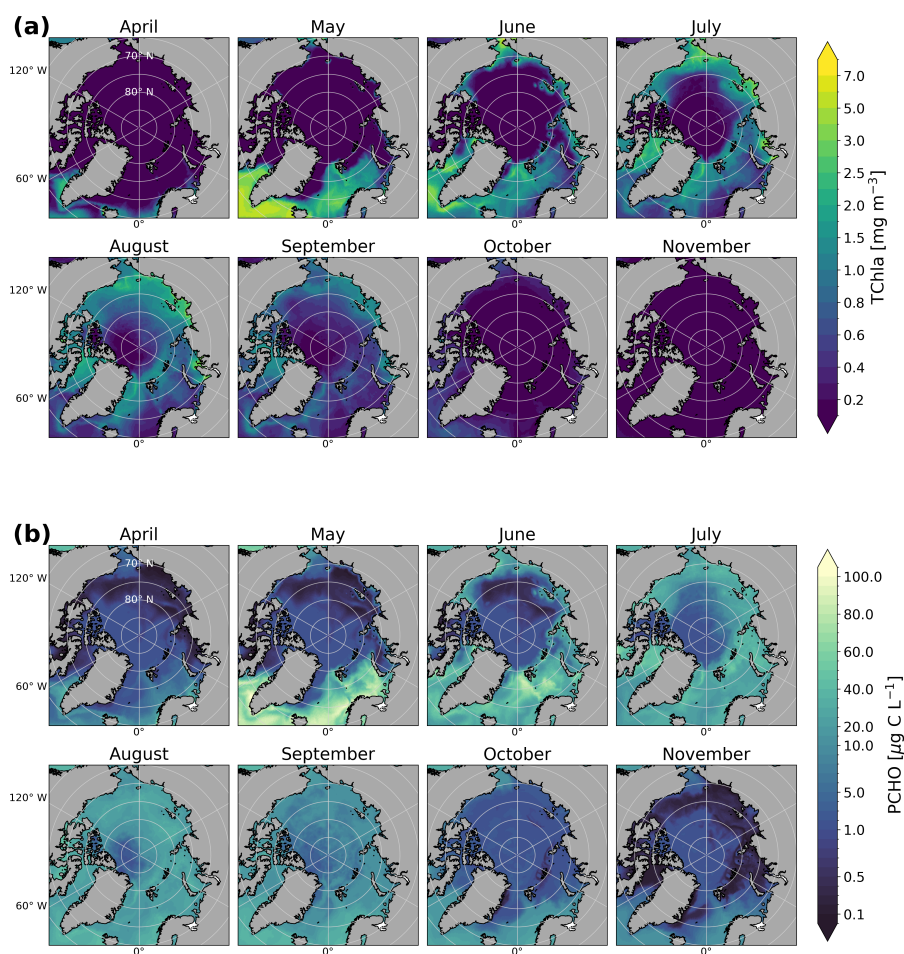 (a)
April May June July
70° N
80° N
120° W
60° W
0° 0° 0° 0°
August September October November
120° W
60° W
0° 0° 0° 0°
7.0
5.0
3.0
2.5
2.0
1.5
1.0
0.8
0.6
0.4
0.2
TChla [mg m⁻³]
(b)
April May June July
70° N
80° N
120° W
60° W
0° 0° 0° 0°
August September October November
120° W
60° W
0° 0° 0° 0°
100.0
80.0
60.0
40.0
20.0
10.0
5.0
1.0
0.5
0.1
PCHO [μg C L⁻¹]